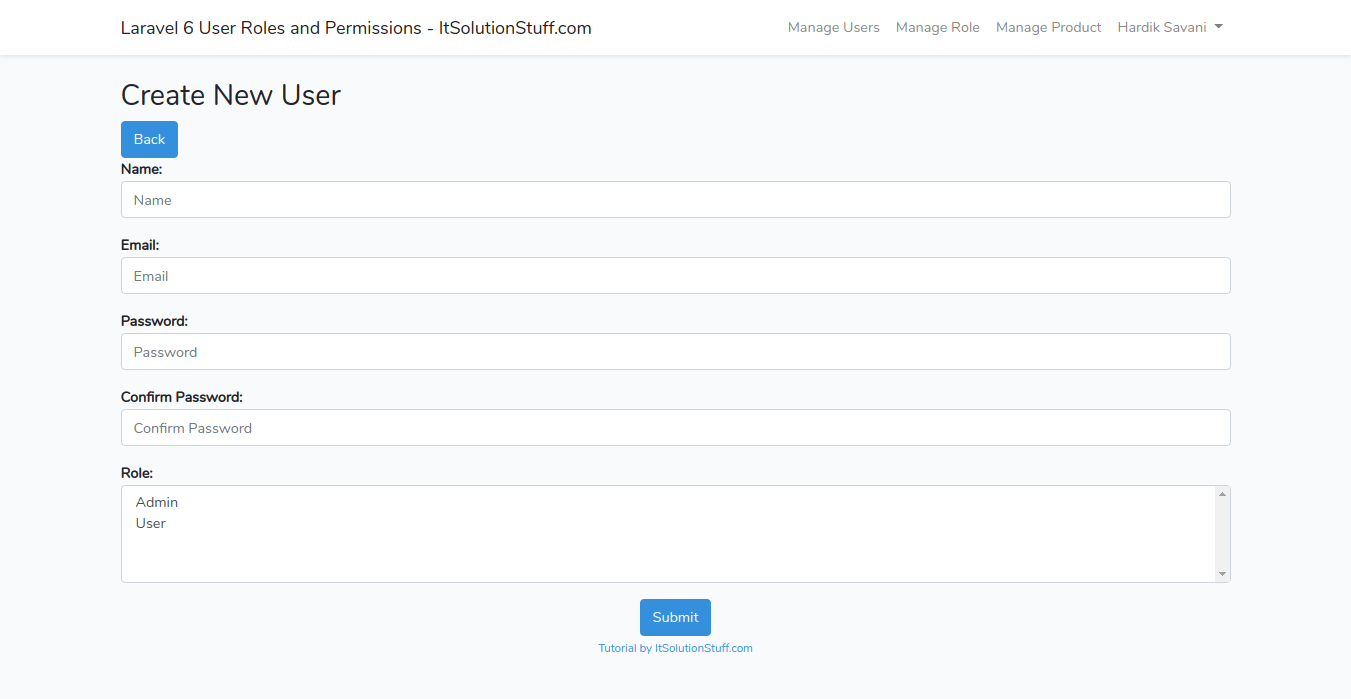 Laravel 6 User Roles and Permissions - ItSolutionStuff.com Manage Users Manage Role Manage Product Hardik Savani
Create New User
Back
Name:
Name
Email:
Email
Password:
Password
Confirm Password:
Confirm Password
Role:
Admin
User
Submit
Tutorial by ItSolutionStuff.com